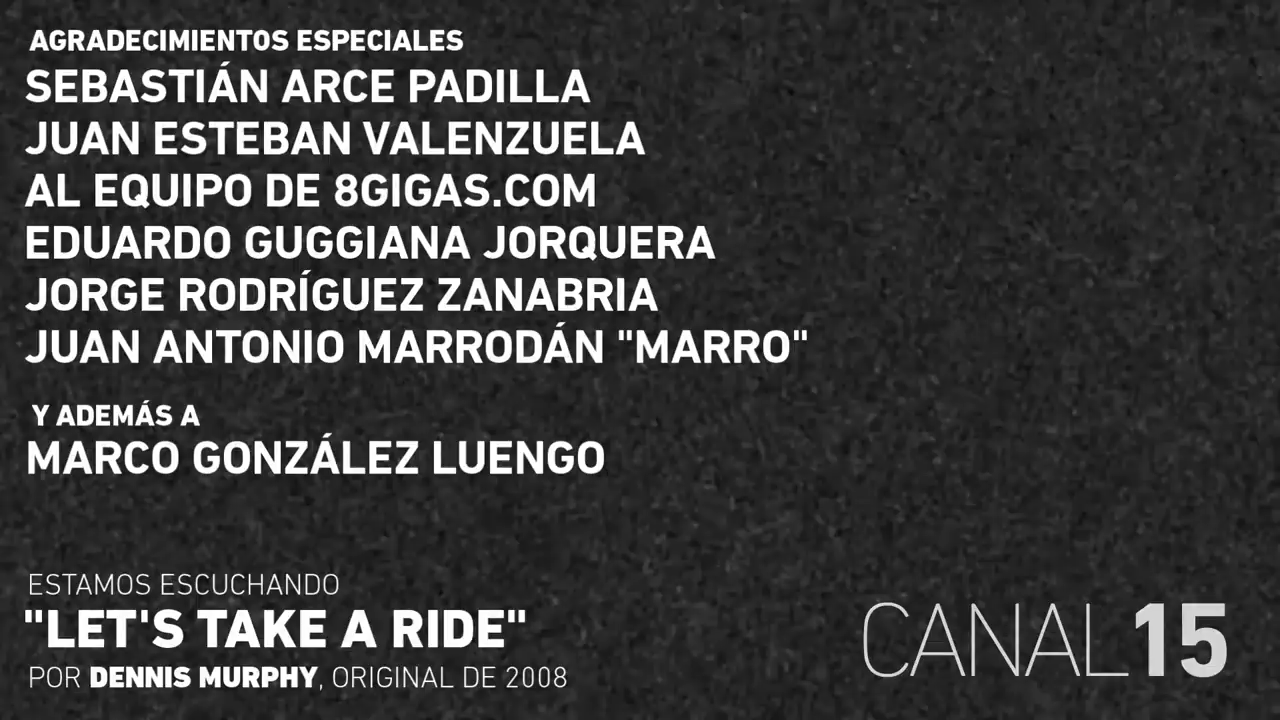 AGRADECIMIENTOS ESPECIALES
SEBASTIÁN ARCE PADILLA
JUAN ESTEBAN VALENZUELA
AL EQUIPO DE 8GIGAS.COM
EDUARDO GUGGIANA JORQUERA
JORGE RODRÍGUEZ ZANABRIA
JUAN ANTONIO MARRODÁN "MARRO"
Y ADEMÁS A
MARCO GONZÁLEZ LUENGO
ESTAMOS ESCUCHANDO
"LET'S TAKE A RIDE"
POR DENNIS MURPHY, ORIGINAL DE 2008
CANAL15